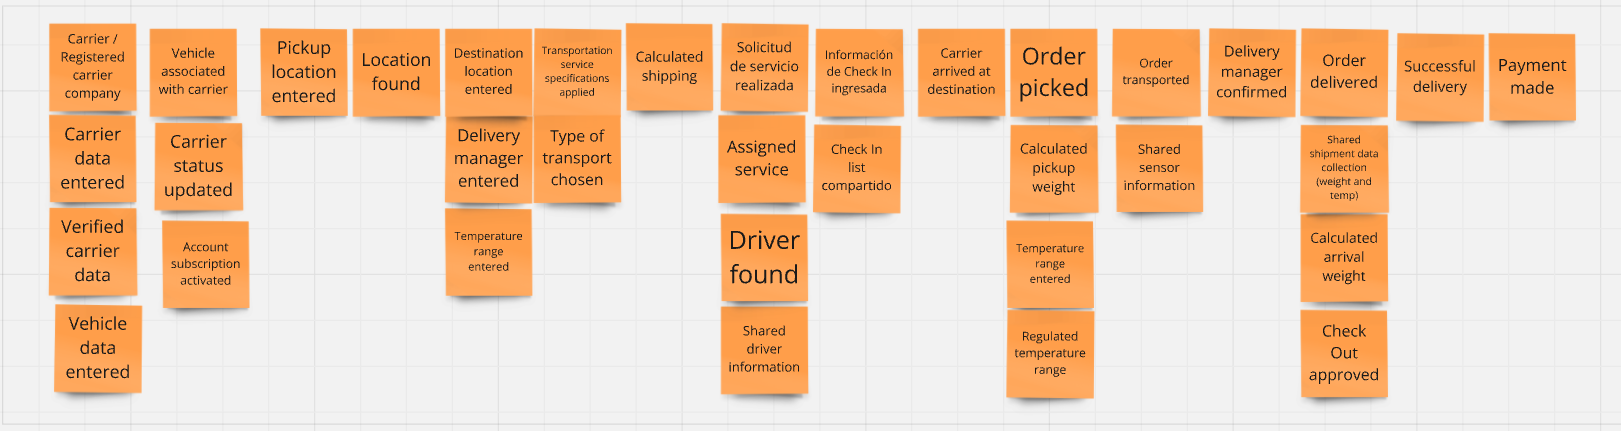 Carrier /
Registered
carrier
company
Carrier
data
entered
Verified
carrier
data
Vehicle
data
entered
Vehicle
associated
with carrier
Carrier
status
updated
Account
subscription
activated
Pickup
location
entered
Location
found
Destination
location
entered
Delivery
manager
entered
Temperature
range
entered
Transportation
service
specifications
applied
Type of
transport
chosen
Calculated
shipping
Solicitud
de servicio
realizada
Assigned
service
Driver
found
Shared
driver
information
Información
de Check In
ingresada
Check In
list
compartido
Carrier
arrived at
destination
Order
picked
Calculated
pickup
weight
Temperature
range
entered
Regulated
temperature
range
Order
transported
Shared
sensor
information
Delivery
manager
confirmed
Order
delivered
Shared
shipment data
collection
(weight and
temp)
Calculated
arrival
weight
Check
Out
approved
Successful
delivery
Payment
made